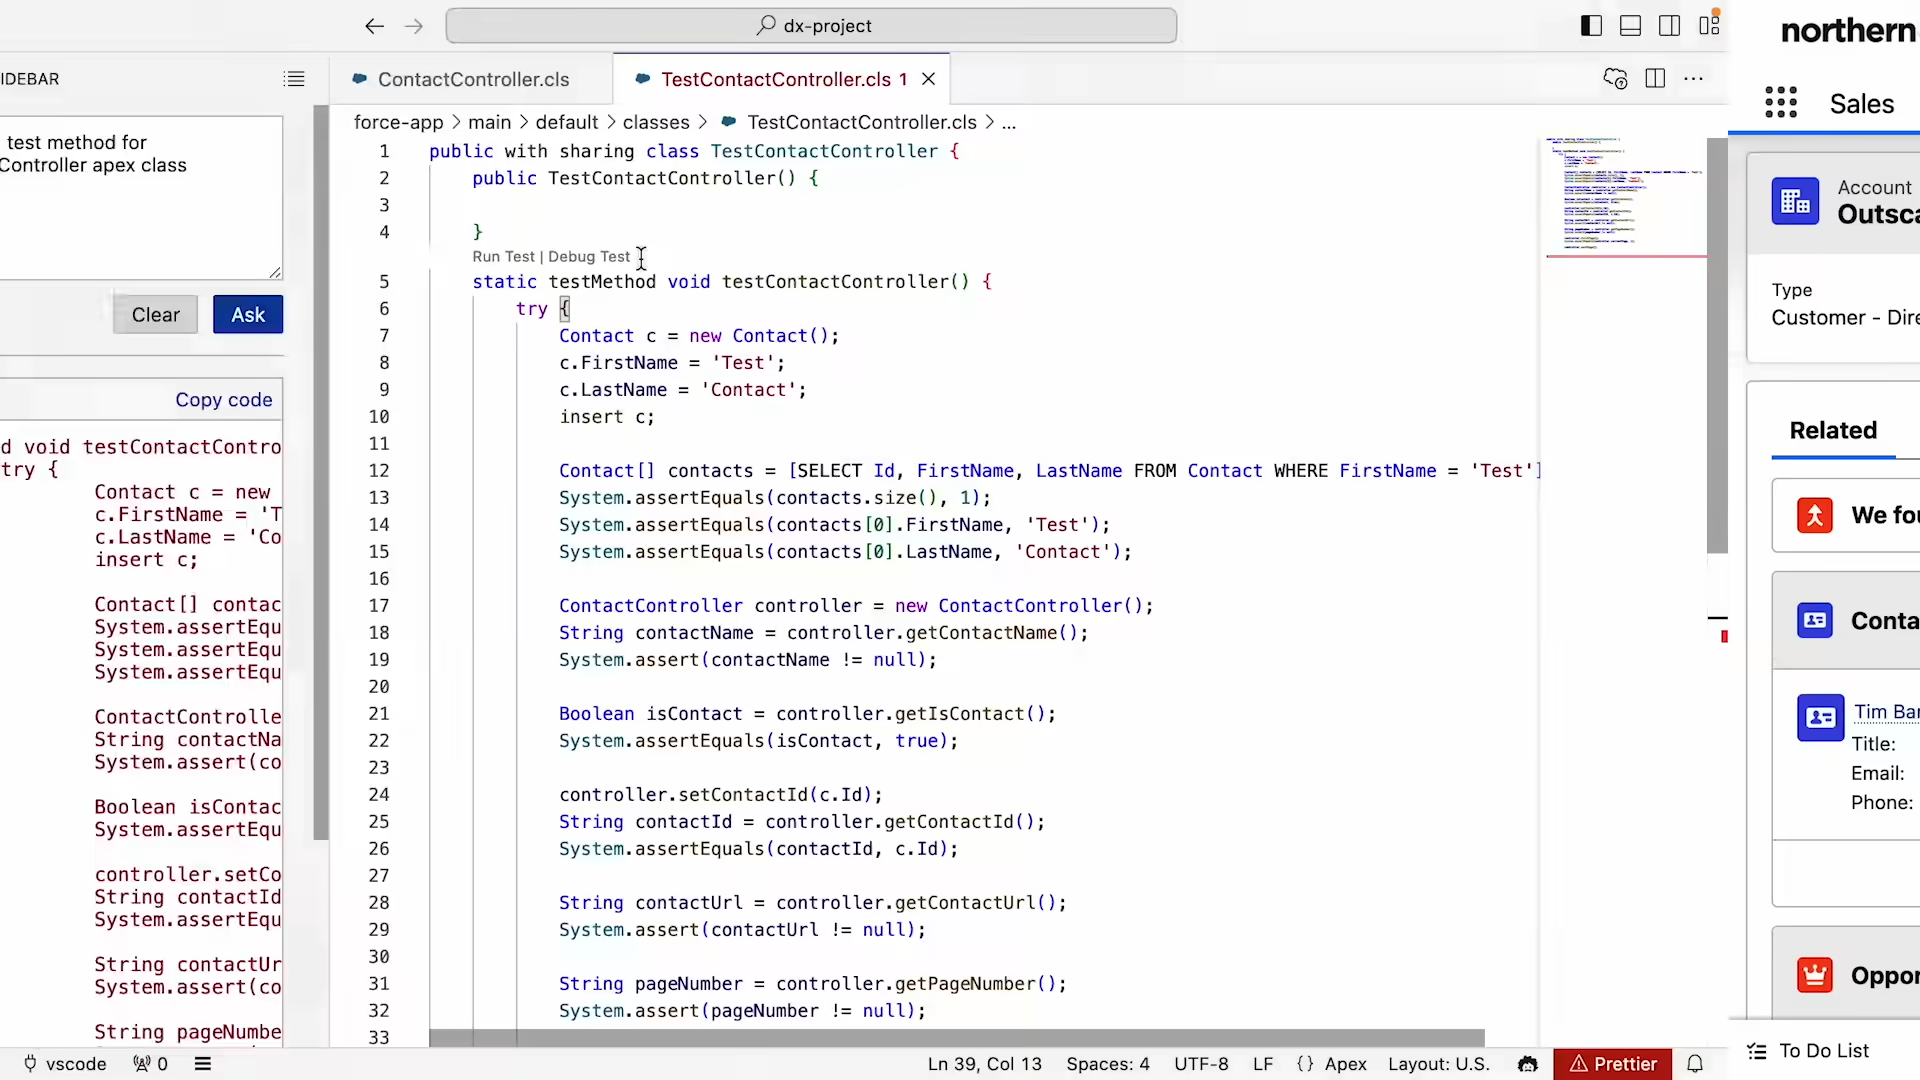 dx-project
northern
IDEBAR
ContactController.cls
TestContactController.cls 1
Sales
force-app > main > default > classes > TestContactController.cls > ...
test method for
Controller apex class
Clear
Ask
Copy code
d void testContactContro
try {
Contact c = new
c.FirstName = 'T
c.LastName = 'Co
insert c;
Contact[] contac
System.assertEqu
System.assertEqu
System.assertEqu
ContactControlle
String contactNa
System.assert(co
Boolean isContac
System.assertEqu
controller.setCo
String contactId
System.assertEqu
String contactUr
System.assert(co
String pageNumbe
1 public with sharing class TestContactController {
2 public TestContactController() {
3
4 }
Run Test | Debug Test
5 static testMethod void testContactController() {
6 try {
7 Contact c = new Contact();
8 c.FirstName = 'Test';
9 c.LastName = 'Contact';
10 insert c;
11
12 Contact[] contacts = [SELECT Id, FirstName, LastName FROM Contact WHERE FirstName = 'Test']
13 System.assertEquals(contacts.size(), 1);
14 System.assertEquals(contacts[0].FirstName, 'Test');
15 System.assertEquals(contacts[0].LastName, 'Contact');
16
17 ContactController controller = new ContactController();
18 String contactName = controller.getContactName();
19 System.assert(contactName != null);
20
21 Boolean isContact = controller.getIsContact();
22 System.assertEquals(isContact, true);
23
24 controller.setContactId(c.Id);
25 String contactId = controller.getContactId();
26 System.assertEquals(contactId, c.Id);
27
28 String contactUrl = controller.getContactUrl();
29 System.assert(contactUrl != null);
30
31 String pageNumber = controller.getPageNumber();
32 System.assert(pageNumber != null);
33
Account
Outsca
Type
Customer - Dire
Related
We fou
Conta
Tim Bar
Title:
Email:
Phone:
Oppor
To Do List
vscode
0
Ln 39, Col 13
Spaces: 4
UTF-8
LF
{ } Apex
Layout: U.S.
Prettier